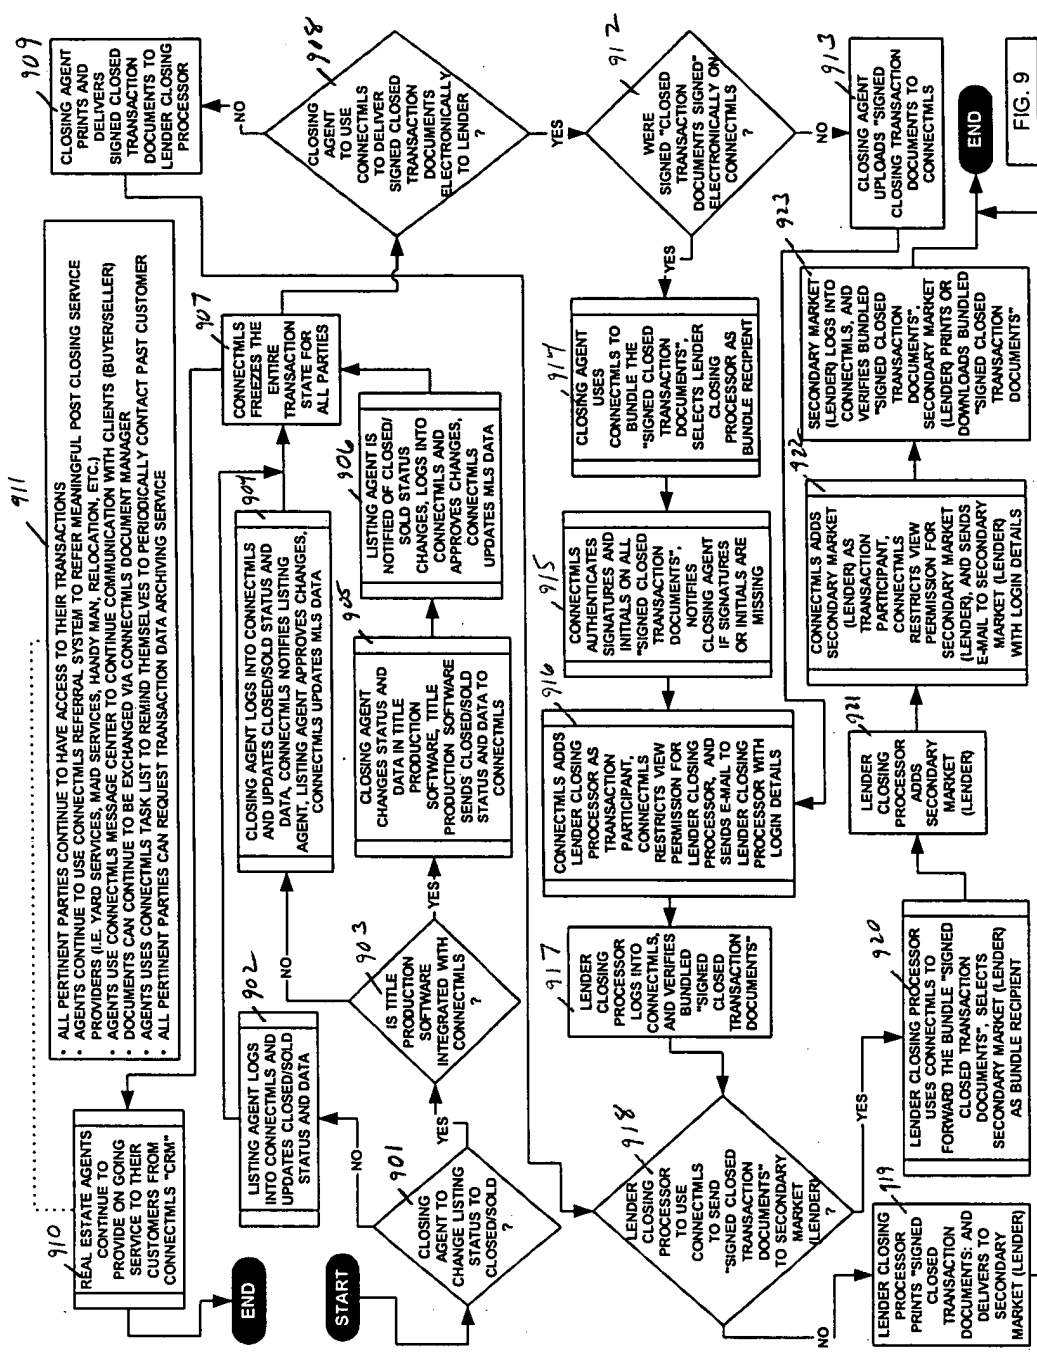 911
• ALL PERTINENT PARTIES CONTINUE TO HAVE ACCESS TO THEIR TRANSACTIONS
• AGENTS CONTINUE TO USE CONNECTMLS REFERRAL SYSTEM TO REFER MEANINGFUL POST CLOSING SERVICE
PROVIDERS (I.E. YARD SERVICES, MAID SERVICES, HANDY MAN, RELOCATION, ETC.)
• AGENTS USE CONNECTMLS MESSAGE CENTER TO CONTINUE COMMUNICATION WITH CLIENTS (BUYER/SELLER)
• DOCUMENTS CAN CONTINUE TO BE EXCHANGED VIA CONNECTMLS DOCUMENT MANAGER
• AGENTS USES CONNECTMLS TASK LIST TO REMIND THEMSELVES TO PERIODICALLY CONTACT PAST CUSTOMER
• ALL PERTINENT PARTIES CAN REQUEST TRANSACTION DATA ARCHIVING SERVICE
910
REAL ESTATE AGENTS
CONTINUE TO
PROVIDE ON GOING
SERVICE TO THEIR
CUSTOMERS FROM
CONNECTMLS "CRM"
END
START
901
CLOSING
AGENT TO
CHANGE LISTING
STATUS TO
CLOSED/SOLD
?
NO
YES
902
LISTING AGENT LOGS
INTO CONNECTMLS AND
UPDATES CLOSED/SOLD
STATUS AND DATA
903
IS TITLE
PRODUCTION
SOFTWARE
INTEGRATED WITH
CONNECTMLS
?
NO
YES
904
CLOSING AGENT LOGS INTO CONNECTMLS
AND UPDATES CLOSED/SOLD STATUS AND
DATA, CONNECTMLS NOTIFIES LISTING
AGENT, LISTING AGENT APPROVES CHANGES,
CONNECTMLS UPDATES MLS DATA
905
CLOSING AGENT
CHANGES STATUS AND
DATA IN TITLE
PRODUCTION
SOFTWARE, TITLE
PRODUCTION SOFTWARE
SENDS CLOSED/SOLD
STATUS AND DATA TO
CONNECTMLS
906
LISTING AGENT IS
NOTIFIED OF CLOSED/
SOLD STATUS
CHANGES, LOGS INTO
CONNECTMLS AND
APPROVES CHANGES,
CONNECTMLS
UPDATES MLS DATA
907
CONNECTMLS
FREEZES THE
ENTIRE
TRANSACTION
STATE FOR
ALL PARTIES
908
CLOSING
AGENT
TO USE
CONNECTMLS
TO DELIVER
SIGNED CLOSED
TRANSACTION
DOCUMENTS
ELECTRONICALLY
TO LENDER
?
NO
YES
909
CLOSING AGENT
PRINTS AND
DELIVERS
SIGNED CLOSED
TRANSACTION
DOCUMENTS TO
LENDER CLOSING
PROCESSOR
912
WERE
SIGNED "CLOSED
TRANSACTION
DOCUMENTS SIGNED"
ELECTRONICALLY ON
CONNECTMLS
?
YES
NO
913
CLOSING AGENT
UPLOADS "SIGNED
CLOSING TRANSACTION
DOCUMENTS TO
CONNECTMLS
914
CLOSING AGENT
USES
CONNECTMLS TO
BUNDLE THE
"SIGNED CLOSED
TRANSACTION
DOCUMENTS",
SELECTS LENDER
CLOSING
PROCESSOR AS
BUNDLE RECIPIENT
915
CONNECTMLS
AUTHENTICATES
SIGNATURES AND
INITIALS ON ALL
"SIGNED CLOSED
TRANSACTION
DOCUMENTS",
NOTIFIES
CLOSING AGENT
IF SIGNATURES
OR INITIALS ARE
MISSING
916
CONNECTMLS ADDS
LENDER CLOSING
PROCESSOR AS
TRANSACTION
PARTICIPANT,
CONNECTMLS
RESTRICTS VIEW
PERMISSION FOR
LENDER CLOSING
PROCESSOR, AND
SENDS E-MAIL TO
LENDER CLOSING
PROCESSOR WITH
LOGIN DETAILS
917
LENDER
CLOSING
PROCESSOR
LOGS INTO
CONNECTMLS,
AND VERIFIES
BUNDLED
"SIGNED
CLOSED
TRANSACTION
DOCUMENTS"
918
LENDER
CLOSING
PROCESSOR
TO USE
CONNECTMLS
TO SEND
"SIGNED CLOSED
TRANSACTION
DOCUMENTS"
TO SECONDARY
MARKET
(LENDER)
?
NO
YES
919
LENDER CLOSING
PROCESSOR
PRINTS "SIGNED
CLOSED
TRANSACTION
DOCUMENTS: AND
DELIVERS TO
SECONDARY
MARKET (LENDER)
920
LENDER CLOSING PROCESSOR
USES CONNECTMLS TO
FORWARD THE BUNDLE "SIGNED
CLOSED TRANSACTION
DOCUMENTS", SELECTS
SECONDARY MARKET (LENDER)
AS BUNDLE RECIPIENT
921
LENDER
CLOSING
PROCESSOR
ADDS
SECONDARY
MARKET
(LENDER)
922
CONNECTMLS ADDS
SECONDARY MARKET
(LENDER) AS
TRANSACTION
PARTICIPANT,
CONNECTMLS
RESTRICTS VIEW
PERMISSION FOR
SECONDARY MARKET
(LENDER), AND SENDS
E-MAIL TO SECONDARY
MARKET (LENDER)
WITH LOGIN DETAILS
923
SECONDARY MARKET
(LENDER) LOGS INTO
CONNECTMLS, AND
VERIFIES BUNDLED
"SIGNED CLOSED
TRANSACTION
DOCUMENTS",
SECONDARY MARKET
(LENDER) PRINTS OR
DOWNLOADS BUNDLED
"SIGNED CLOSED
TRANSACTION
DOCUMENTS"
END
FIG. 9